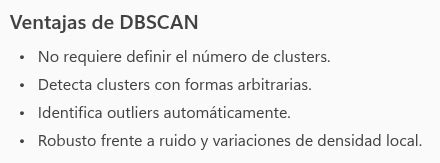 Ventajas de DBSCAN
• No requiere definir el número de clusters.
• Detecta clusters con formas arbitrarias.
• Identifica outliers automáticamente.
• Robusto frente a ruido y variaciones de densidad local.